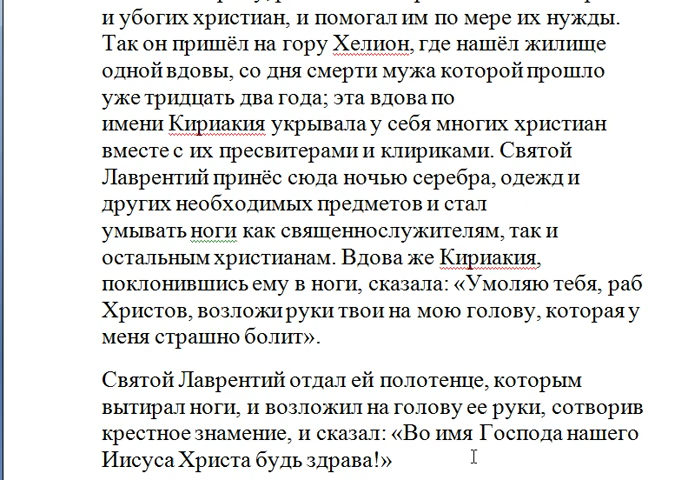 и убогих христиан, и помогал им по мере их нужды.
Так он пришёл на гору Хелион, где нашёл жилище
одной вдовы, со дня смерти мужа которой прошло
уже тридцать два года; эта вдова по
имени Кириакия укрывала у себя многих христиан
вместе с их пресвитерами и клириками. Святой
Лаврентий принёс сюда ночью серебра, одежд и
других необходимых предметов и стал
умывать ноги как священнослужителям, так и
остальным христианам. Вдова же Кириакия,
поклонившись ему в ноги, сказала: «Умоляю тебя, раб
Христов, возложи руки твои на мою голову, которая у
меня страшно болит».
Святой Лаврентий отдал ей полотенце, которым
вытирал ноги, и возложил на голову ее руки, сотворив
крестное знамение, и сказал: «Во имя Господа нашего
Иисуса Христа будь здрава!»